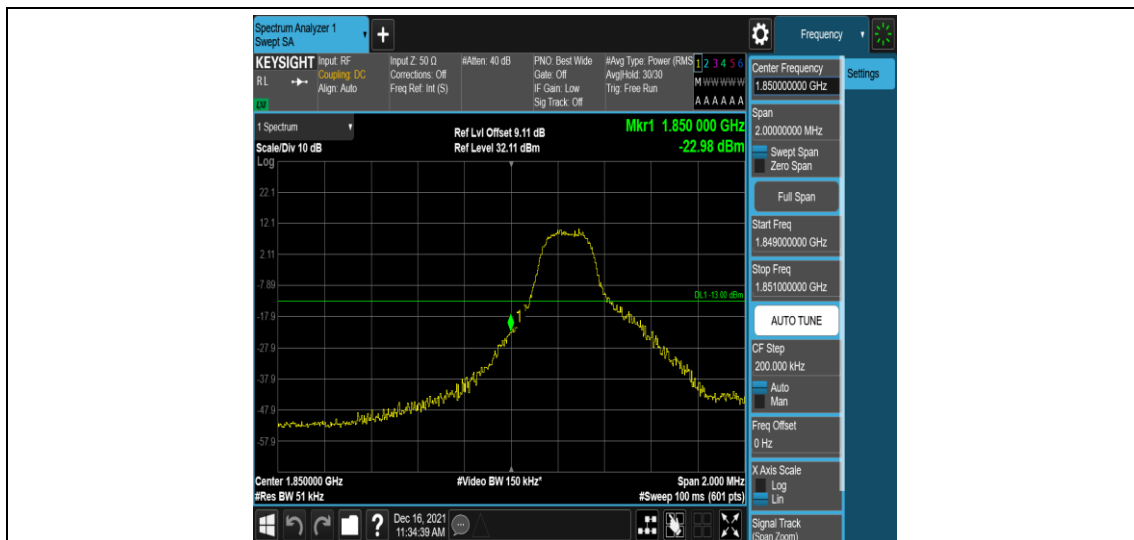 Spectrum Analyzer 1
Swept SA
+
Frequency
KEYSIGHT
RL
LXI
Input: RF
Coupling: DC
Align: Auto
Input Z: 50 Ω
Corrections: Off
Freq Ref: Int (S)
#Atten: 40 dB
PNO: Best Wide
Gate: Off
IF Gain: Low
Sig Track: Off
#Avg Type: Power (RMS
Avg|Hold: 30/30
Trig: Free Run
1 2 3 4 5 6
M W W W W W
A A A A A A
1 Spectrum
Scale/Div 10 dB
Log
Ref Lvl Offset 9.11 dB
Ref Level 32.11 dBm
Mkr1 1.850 000 GHz
-22.98 dBm
22.1
12.1
2.11
-7.89
DL1 -13.00 dBm
-17.9
1
-27.9
-37.9
-47.9
-57.9
Center 1.85000 GHz
#Video BW 150 kHz*
Span 2.000 MHz
#Res BW 51 kHz
#Sweep 100 ms (601 pts)
Dec 16, 2021
11:34:39 AM
?
Center Frequency
1.850000000 GHz
Settings
Span
2.00000000 MHz
Swept Span
Zero Span
Full Span
Start Freq
1.849000000 GHz
Stop Freq
1.851000000 GHz
AUTO TUNE
CF Step
200.000 kHz
Auto
Man
Freq Offset
0 Hz
X Axis Scale
Log
Lin
Signal Track
(Span Zoom)